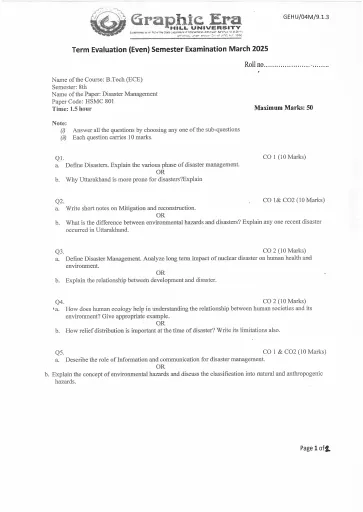 GEHU/04M/9.1.3
Graphic Era
HILL UNIVERSITY
Term Evaluation (Even) Semester Examination March 2025
Roll no......................
Name of the Course: B.Tech (ECE)
Semester: 8th
Name of the Paper: Disaster Management
Paper Code: HSMC 801
Time: 1.5 hour Maximum Marks: 50
Note:
(i) Answer all the questions by choosing any one of the sub-questions
(ii) Each question carries 10 marks
Q1. CO 1 (10 Marks)
a. Define Disasters. Explain the various phase of disaster management.
OR
b. Why Uttarakhand is more prone for disasters?Explain
Q2. CO 1& CO2 (10 Marks)
a. Write short notes on Mitigation and reconstruction.
OR
b. What is the difference between environmental hazards and disasters? Explain any one recent disaster
occurred in Uttarakhand.
Q3. CO 2 (10 Marks)
a. Define Disaster Management. Analyze long term impact of nuclear disaster on human health and
environment.
OR
b. Explain the relationship between development and disaster.
Q4. CO 2 (10 Marks)
a. How does human ecology help in understanding the relationship between human societies and its
environment? Give appropriate example.
OR
b. How relief distribution is important at the time of disaster? Write its limitations also.
Q5. CO 1 & CO2 (10 Marks)
a. Describe the role of Information and communication for disaster management.
OR
b. Explain the concept of environmental hazards and discuss the classification into natural and anthropogenic
hazards.
Page 1 of